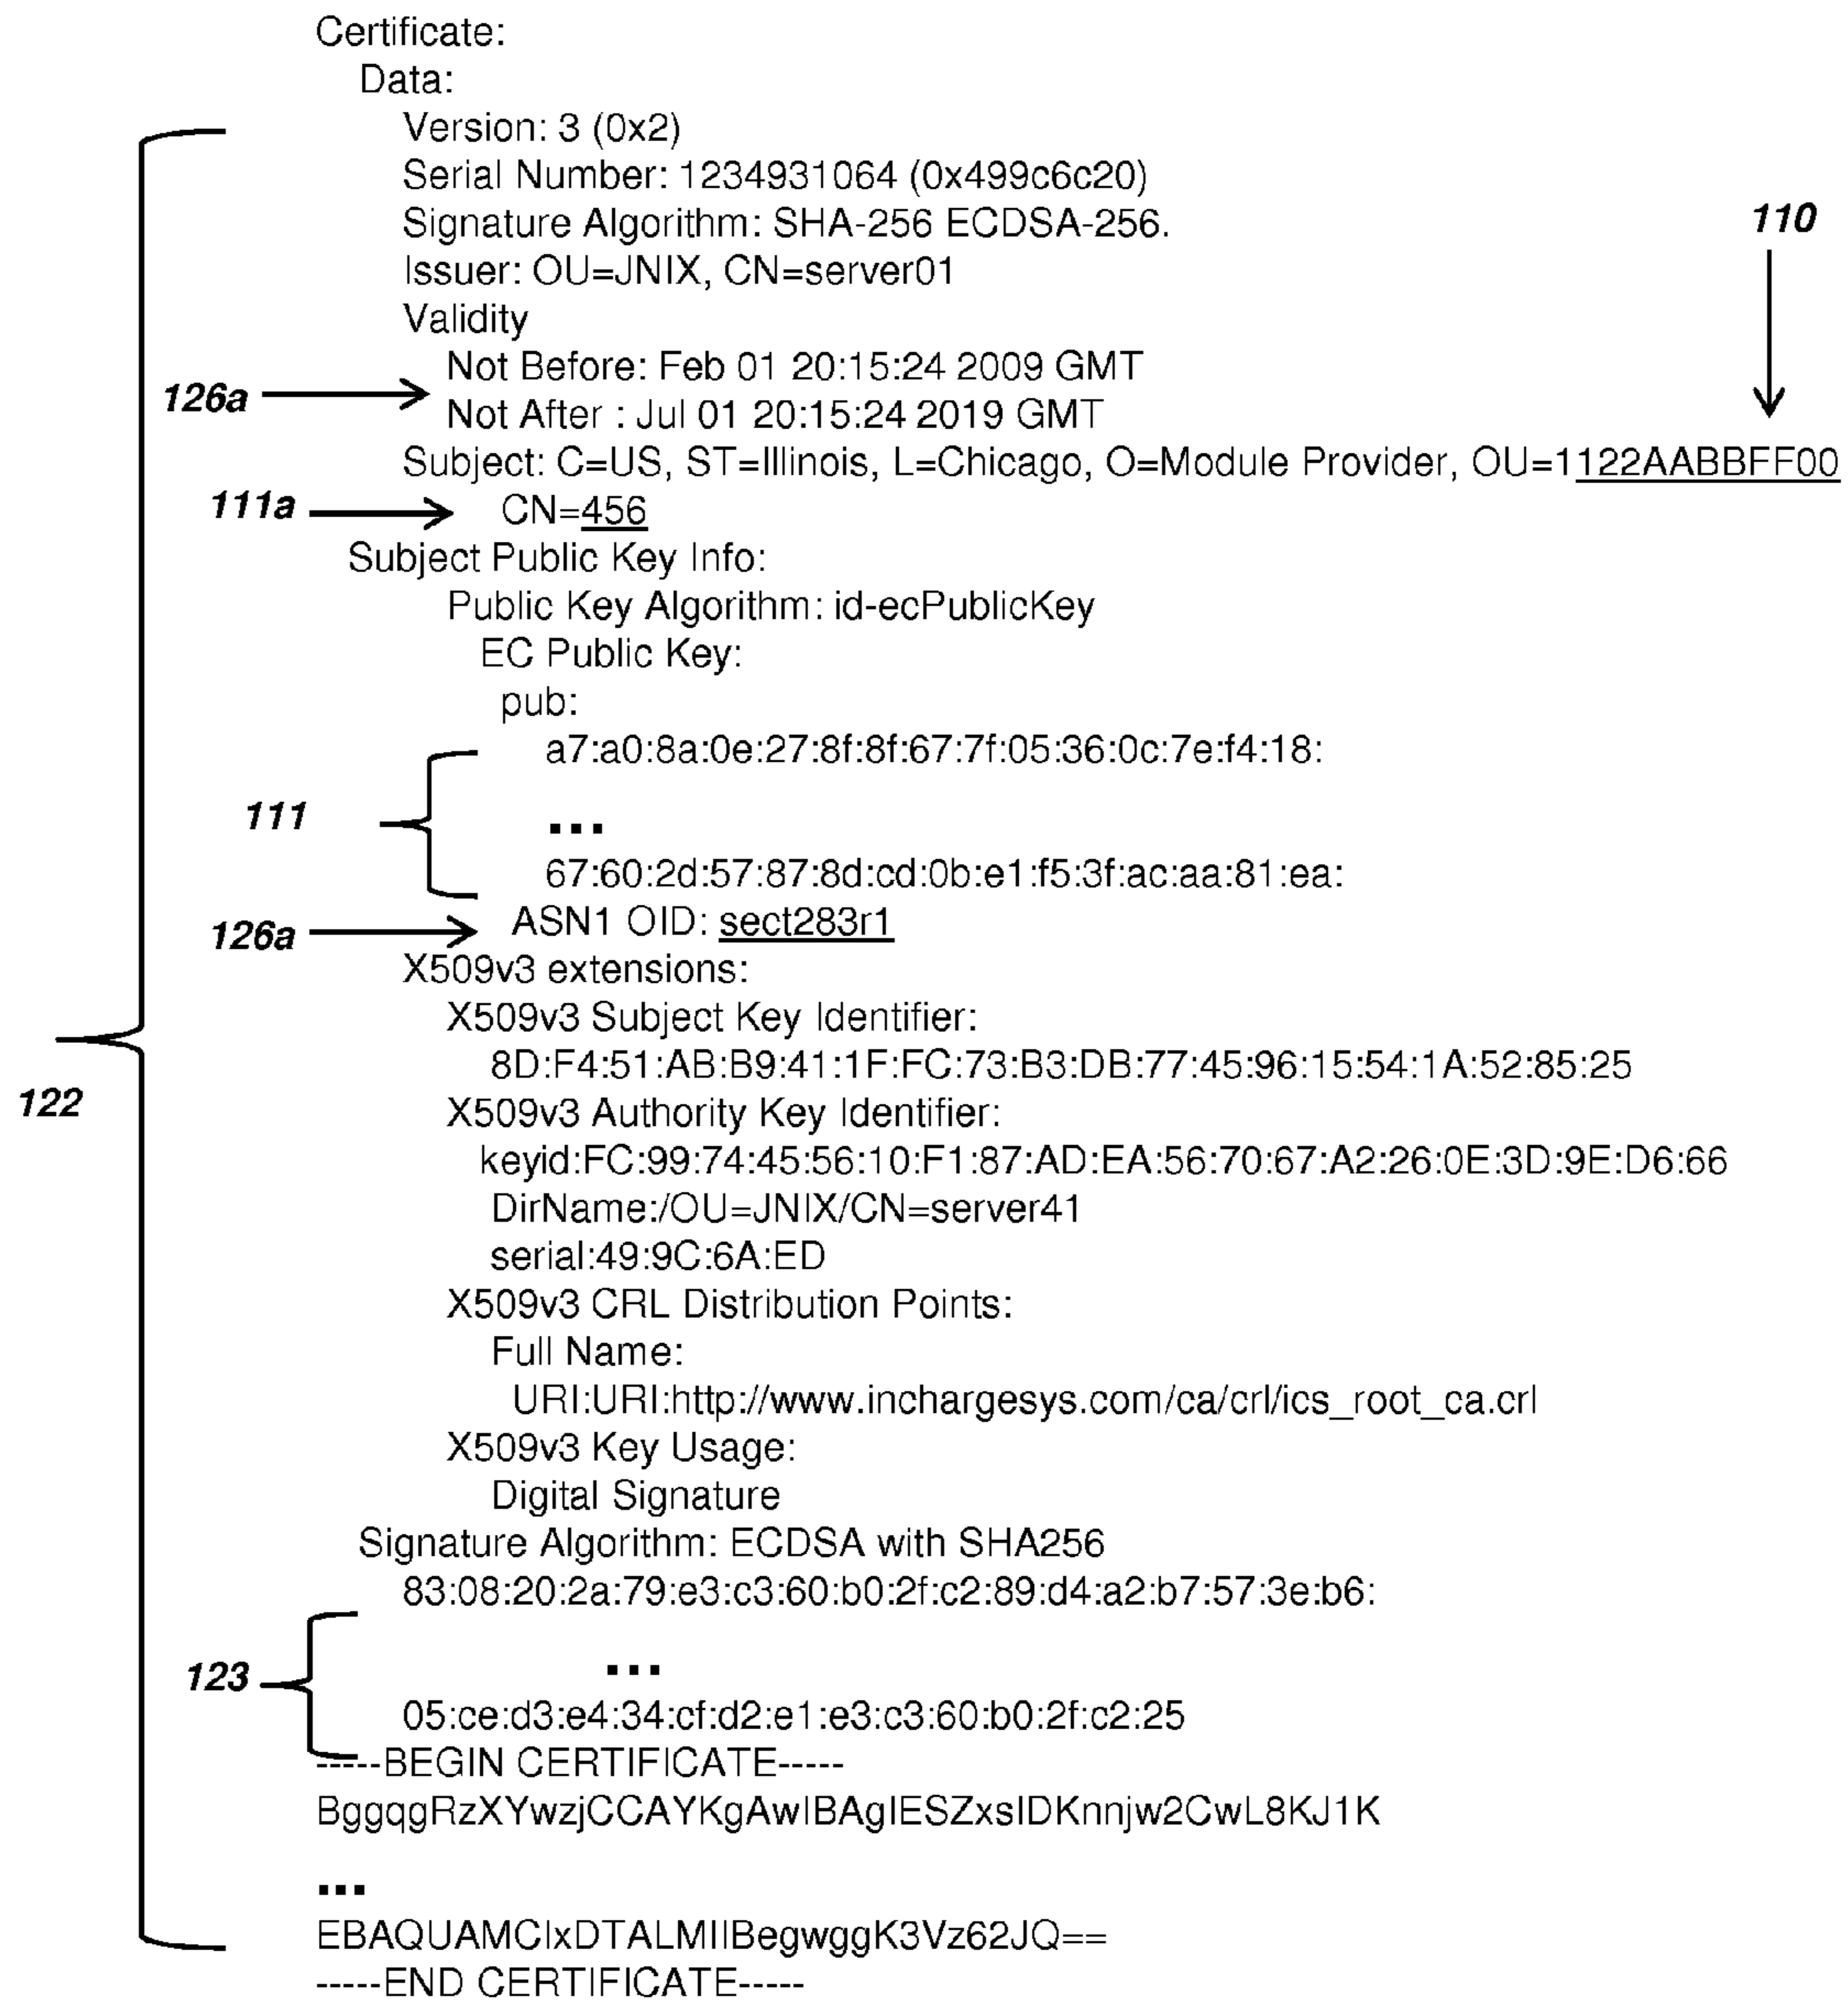 Certificate:
Data:
Version: 3 (0x2)
Serial Number: 1234931064 (0x499c6c20)
Signature Algorithm: SHA-256 ECDSA-256.
110
Issuer: OU=JNIX, CN=server01
Validity
Not Before: Feb 01 20:15:24 2009 GMT
126a
Not After : Jul 01 20:15:24 2019 GMT
Subject: C=US, ST=Illinois, L=Chicago, O=Module Provider, OU=1122AABBFF00
111a
CN=456
Subject Public Key Info:
Public Key Algorithm: id-ecPublicKey
EC Public Key:
pub:
a7:a0:8a:0e:27:8f:8f:67:7f:05:36:0c:7e:f4:18:
111
...
67:60:2d:57:87:8d:cd:0b:e1:f5:3f:ac:aa:81:ea:
126a
ASN1 OID: sect283r1
X509v3 extensions:
X509v3 Subject Key Identifier:
8D:F4:51:AB:B9:41:1F:FC:73:B3:DB:77:45:96:15:54:1A:52:85:25
122
X509v3 Authority Key Identifier:
keyid:FC:99:74:45:56:10:F1:87:AD:EA:56:70:67:A2:26:0E:3D:9E:D6:66
DirName:/OU=JNIX/CN=server41
serial:49:9C:6A:ED
X509v3 CRL Distribution Points:
Full Name:
URI:URI:http://www.inchargesys.com/ca/crl/ics_root_ca.crl
X509v3 Key Usage:
Digital Signature
Signature Algorithm: ECDSA with SHA256
83:08:20:2a:79:e3:c3:60:b0:2f:c2:89:d4:a2:b7:57:3e:b6:
123
...
05:ce:d3:e4:34:cf:d2:e1:e3:c3:60:b0:2f:c2:25
-----BEGIN CERTIFICATE-----
BggqgRzXYwzjCCAYKgAwIBAgIESZxsIDKnnjw2CwL8KJ1K
...
EBAQUAMCIxDTALMIIBegwggK3Vz62JQ==
-----END CERTIFICATE-----